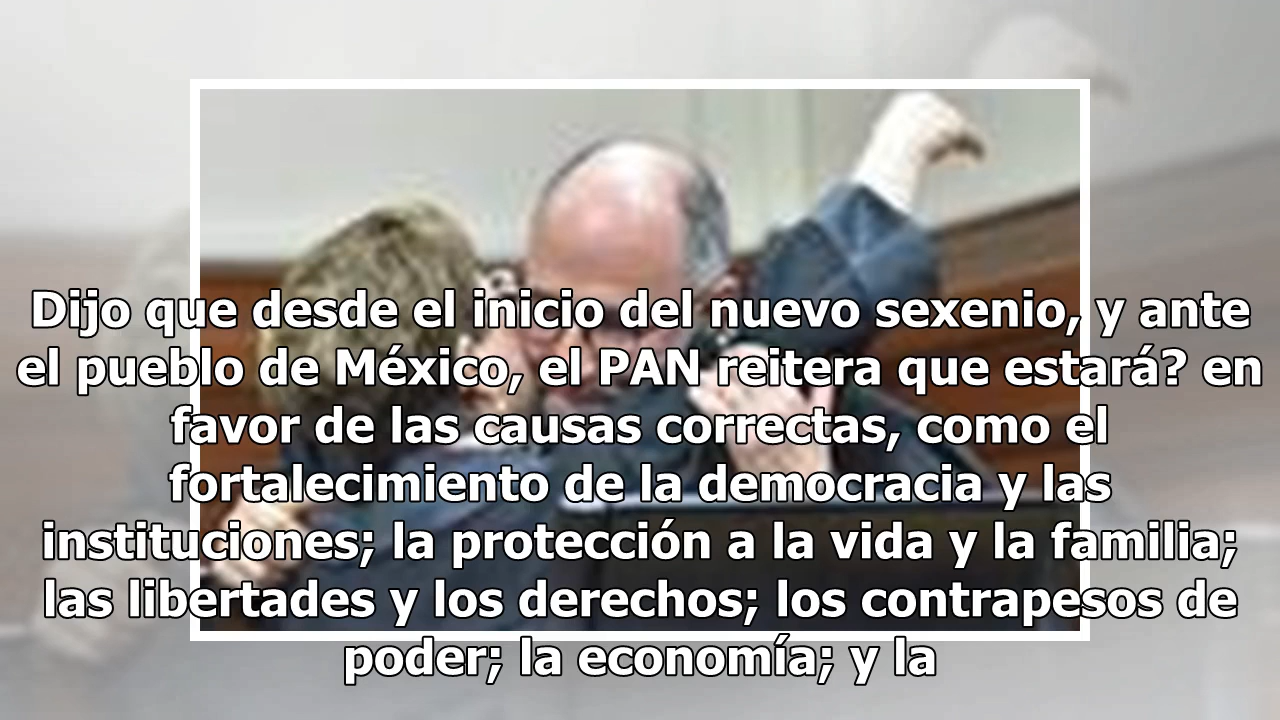 Dijo que desde el inicio del nuevo sexenio, y ante
el pueblo de México, el PAN reitera que estará? en
favor de las causas correctas, como el
fortalecimiento de la democracia y las
instituciones; la protección a la vida y la familia;
las libertades y los derechos; los contrapesos de
poder; la economía; y la